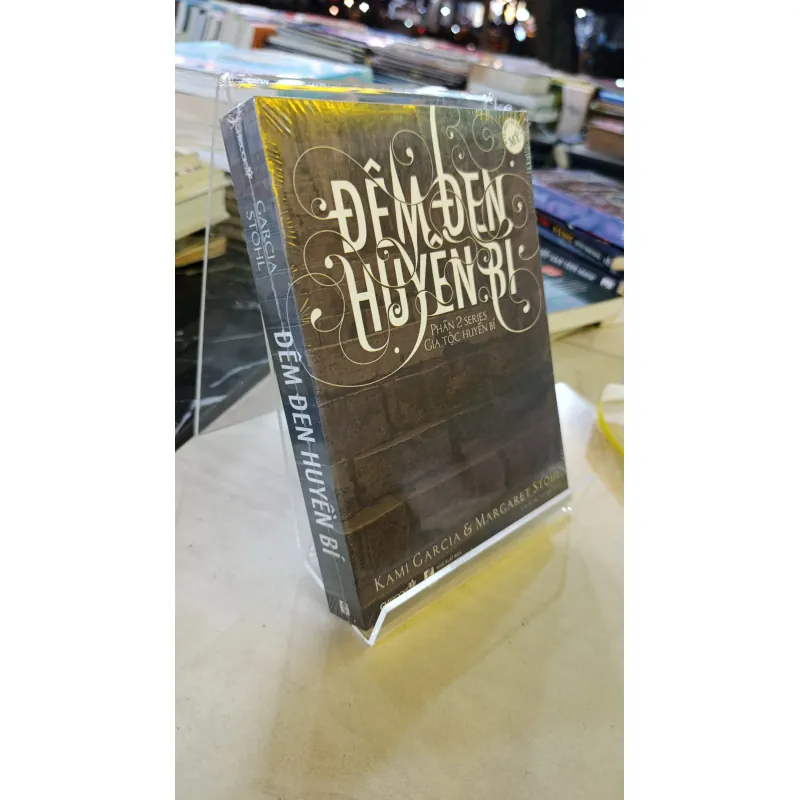 ĐÊM ĐEN
HUYỀN BÍ
PHẦN 2 SERIES
GIA TỘC HUYỀN BÍ
KAMI GARCIA & MARGARET STOHL
GARCIA
STOHL
ĐÊM ĐEN HUYỀN BÍ